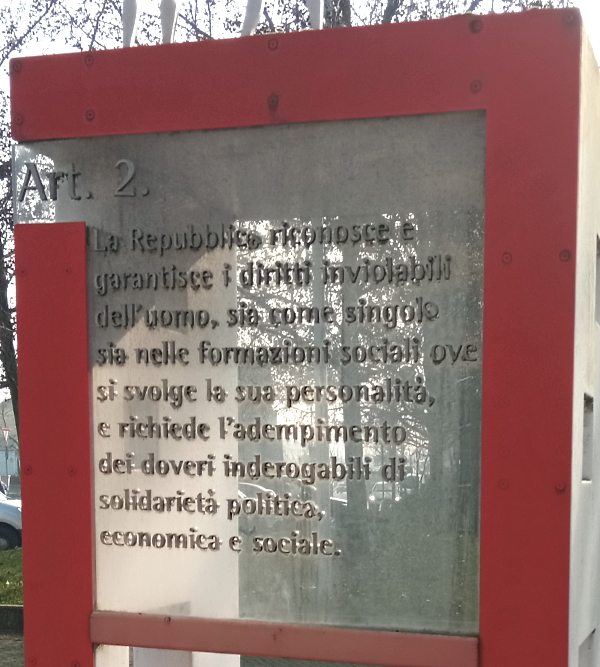 Art. 2.
La Repubblica riconosce e
garantisce i diritti inviolabili
dell'uomo, sia come singolo
sia nelle formazioni sociali ove
si svolge la sua personalità,
e richiede l'adempimento
dei doveri inderogabili di
solidarietà politica,
economica e sociale.